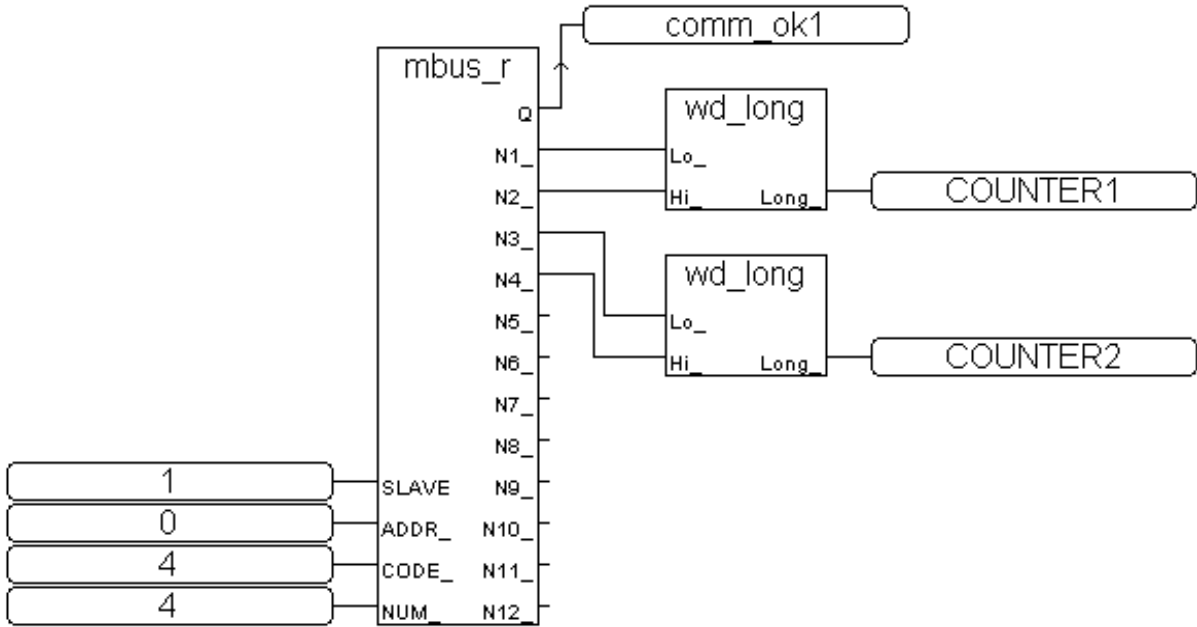 comm_ok1
mbus_r
Q
wd_long
N1_
Lo_
N2_
Hi_ Long_
COUNTER1
N3_
wd_long
N4_
N5_
Lo_
N6_
Hi_ Long_
COUNTER2
N7_
N8_
1
SLAVE N9_
0
ADDR_ N10_
4
CODE_ N11_
4
NUM_ N12_